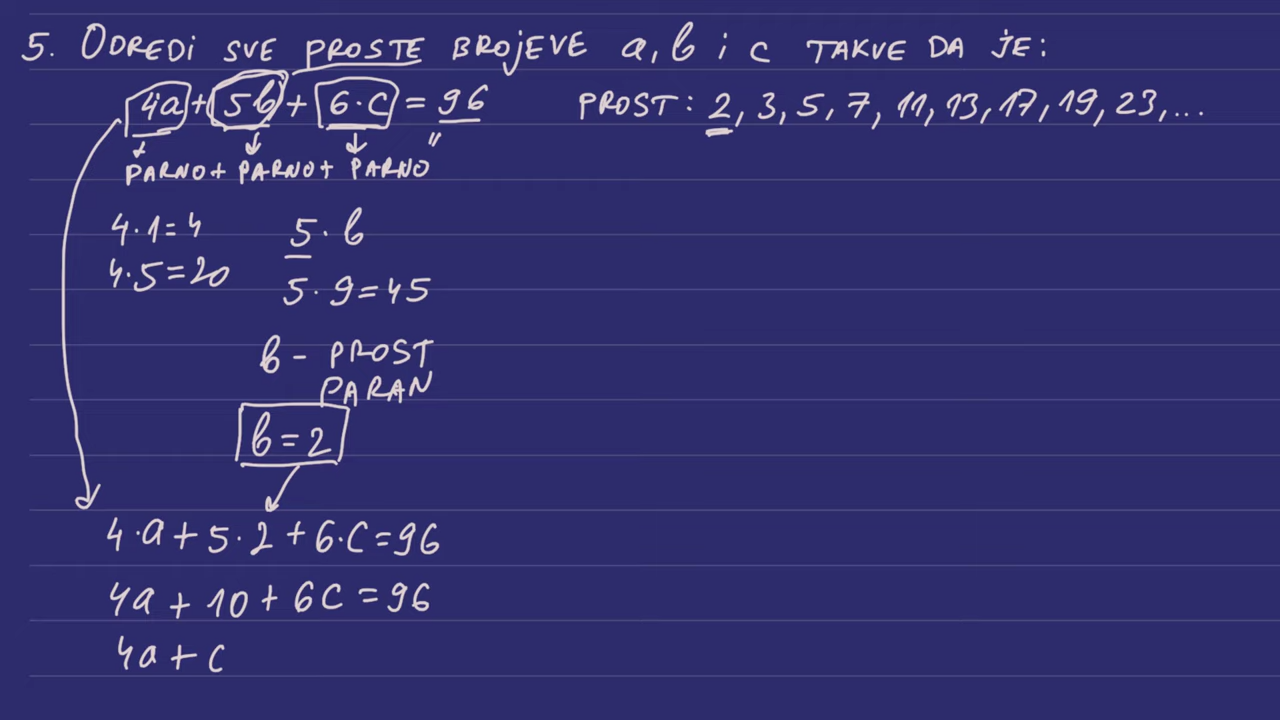 5. ODREDI SVE PROSTE BROJEVE a, b i c TAKVE DA JE:
4a + 5b + 6·c = 96
PROST: 2, 3, 5, 7, 11, 13, 17, 19, 23, ...
PARNO + PARNO + PARNO
4·1=4
5·b
4·5=20
5·9=45
b - PROST
PARAN
b = 2
4·a + 5·2 + 6·c = 96
4a + 10 + 6c = 96
4a + c